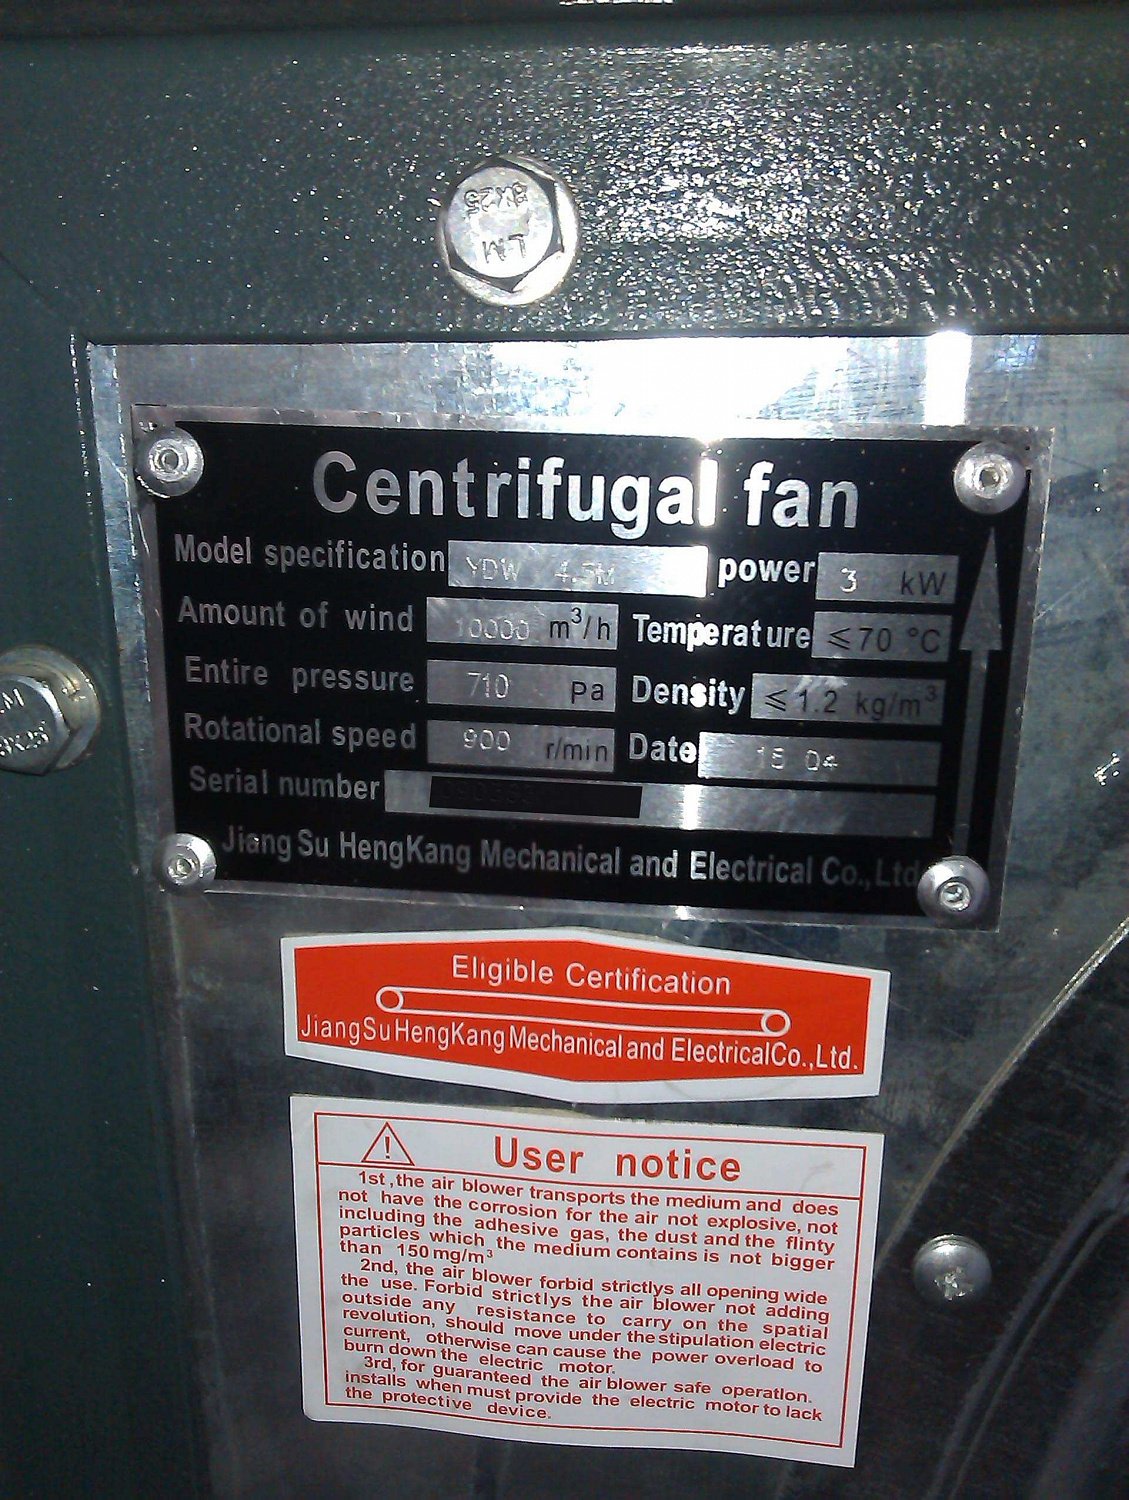 8X25
LM
Centrifugal fan
Model specification YDW 4. M power 3 kW
Amount of wind 10000 m³/h Temperature ≤70 °C
Entire pressure 710 pa Density ≤1.2 kg/m³
Rotational speed 900 r/min Date 15 04
Serial number
JiangSu HengKang Mechanical and Electrical Co.,Ltd
Eligible Certification
JiangSuHengKang Mechanical and ElectricalCo.,Ltd.
User notice
1st ,the air blower transports the medium and does
not have the corrosion for the air not explosive, not
including the adhesive gas, the dust and the flinty
particles which the medium contains is not bigger
than 150mg/m³
2nd, the air blower forbid strictlys all opening wide
the use. Forbid strictlys the air blower not adding
outside any resistance to carry on the spatial
revolution, should move under the stipulation electric
current, otherwise can cause the power overload to
burn down the electric motor.
3rd, for guaranteed the air blower safe operation.
installs when must provide the electric motor to lack
the protective device.